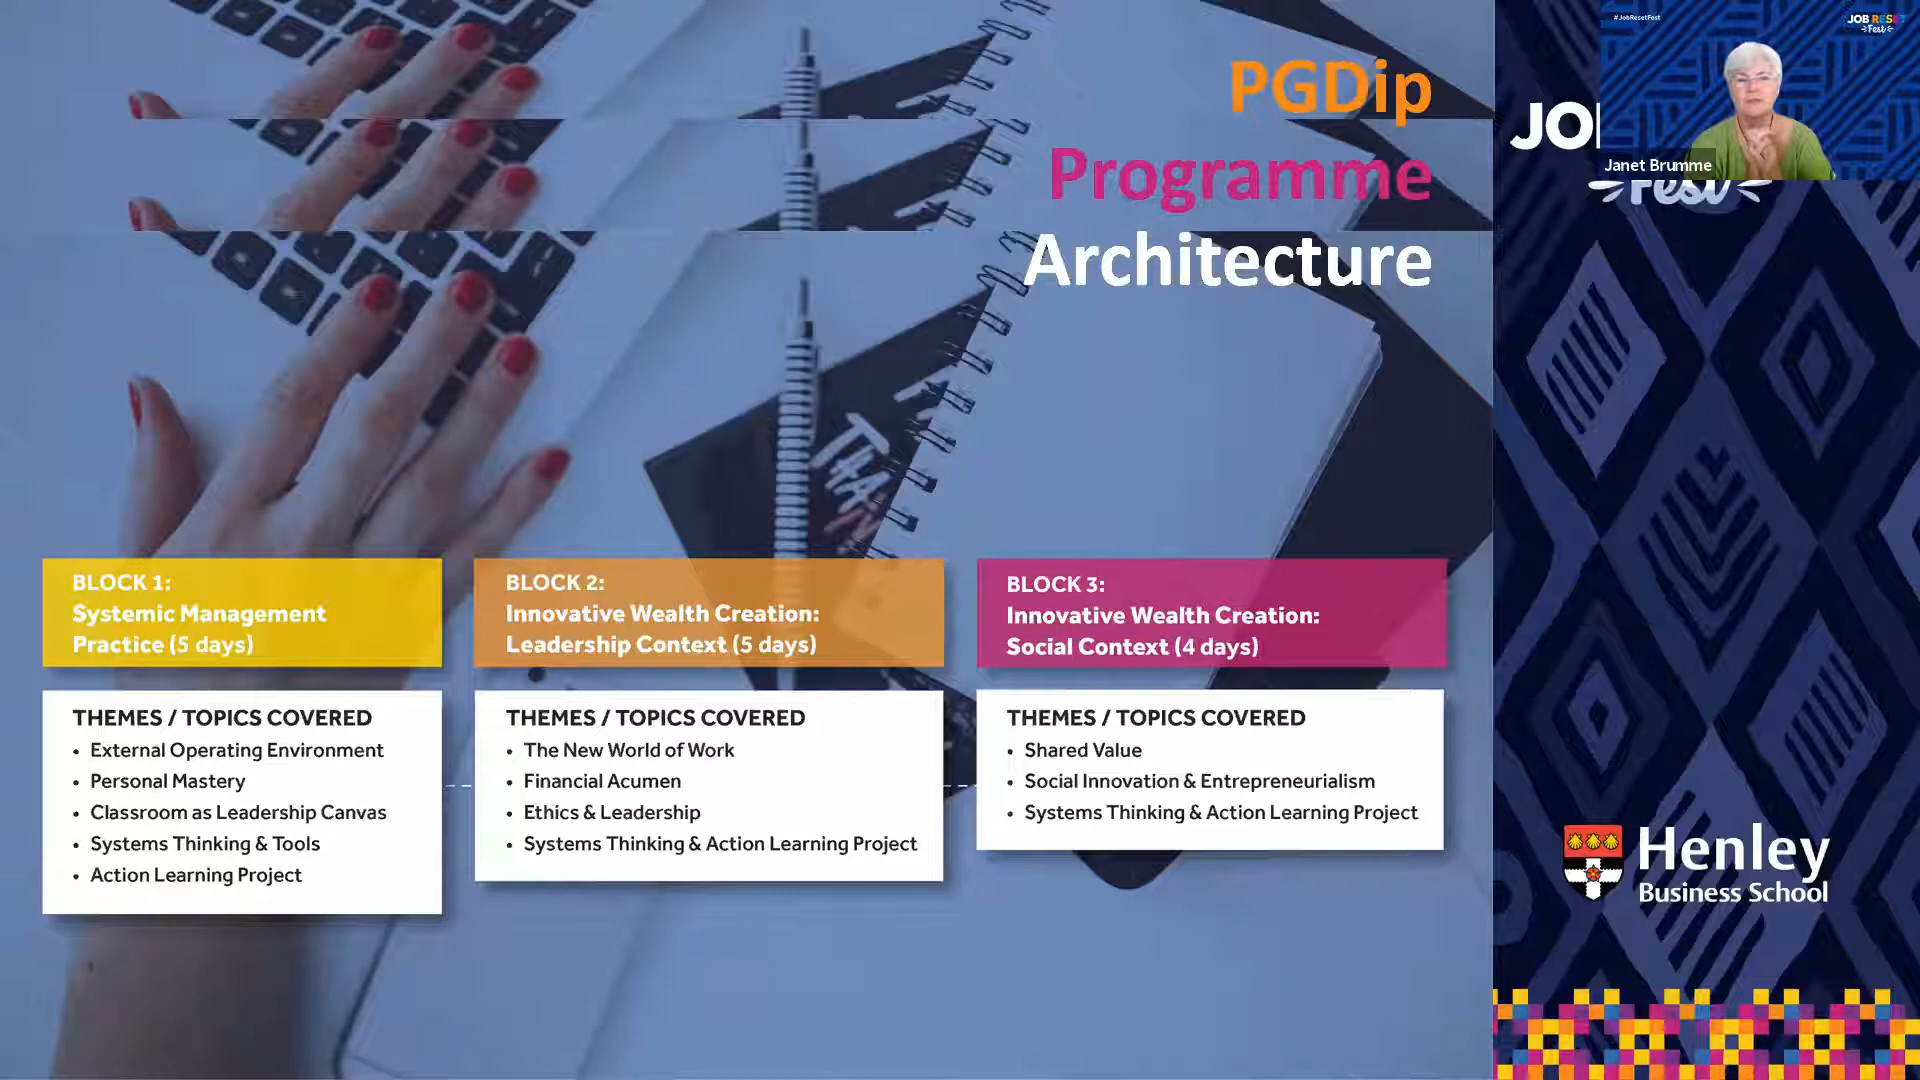 PGDip
Programme
Architecture
#JobResetFest
JOB RESET
Fest
JO
Fest
Janet Brumme
BLOCK 1:
Systemic Management
Practice (5 days)
THEMES / TOPICS COVERED
• External Operating Environment
• Personal Mastery
• Classroom as Leadership Canvas
• Systems Thinking & Tools
• Action Learning Project
BLOCK 2:
Innovative Wealth Creation:
Leadership Context (5 days)
THEMES / TOPICS COVERED
• The New World of Work
• Financial Acumen
• Ethics & Leadership
• Systems Thinking & Action Learning Project
BLOCK 3:
Innovative Wealth Creation:
Social Context (4 days)
THEMES / TOPICS COVERED
• Shared Value
• Social Innovation & Entrepreneurialism
• Systems Thinking & Action Learning Project
Henley
Business School